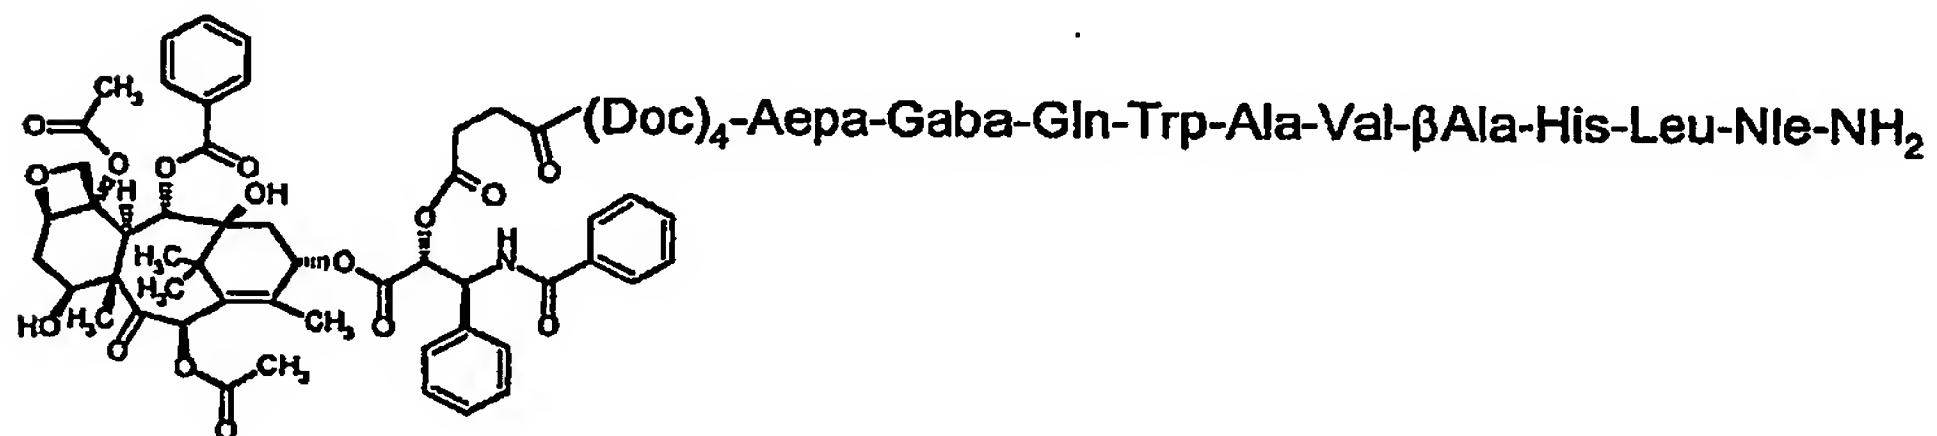 (Doc)₄-Aepa-Gaba-Gln-Trp-Ala-Val-βAla-His-Leu-Nle-NH₂
CH₃
O
O
O
O
O
O
O
H
OH
O
O
H
N
H₃C
H₃C
O
O
O
HO
H₃C
O
CH₃
O
CH₃
O